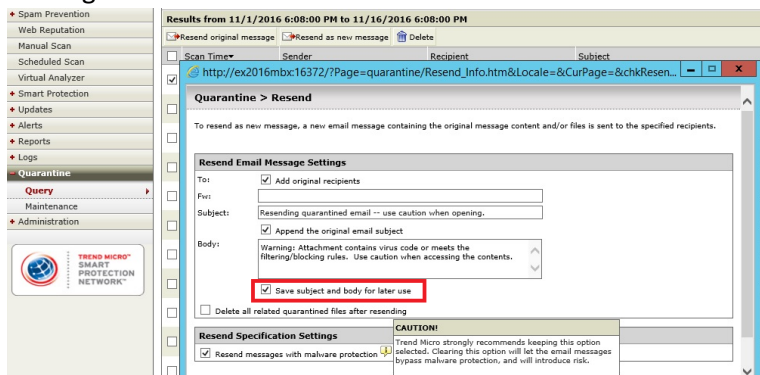 Spam Prevention
Web Reputation
Manual Scan
Scheduled Scan
Virtual Analyzer
Smart Protection
Updates
Alerts
Reports
Logs
Quarantine
Query
Maintenance
Administration
TREND MICRO™
SMART
PROTECTION
NETWORK™
Results from 11/1/2016 6:08:00 PM to 11/16/2016 6:08:00 PM
Resend original message Resend as new message Delete
Scan Time Sender Recipient Subject
http://ex2016mbx:16372/?Page=quarantine/Resend_Info.htm&Locale=&CurPage=&chkResen...
Quarantine > Resend
To resend as new message, a new email message containing the original message content and/or files is sent to the specified recipients.
Resend Email Message Settings
To: Add original recipients
Fw:
Subject: Resending quarantined email -- use caution when opening.
Append the original email subject
Body: Warning: Attachment contains virus code or meets the
filtering/blocking rules. Use caution when accessing the contents.
Save subject and body for later use
Delete all related quarantined files after resending
Resend Specification Settings
Resend messages with malware protection
CAUTION!
Trend Micro strongly recommends keeping this option
selected. Clearing this option will let the email messages
bypass malware protection, and will introduce risk.